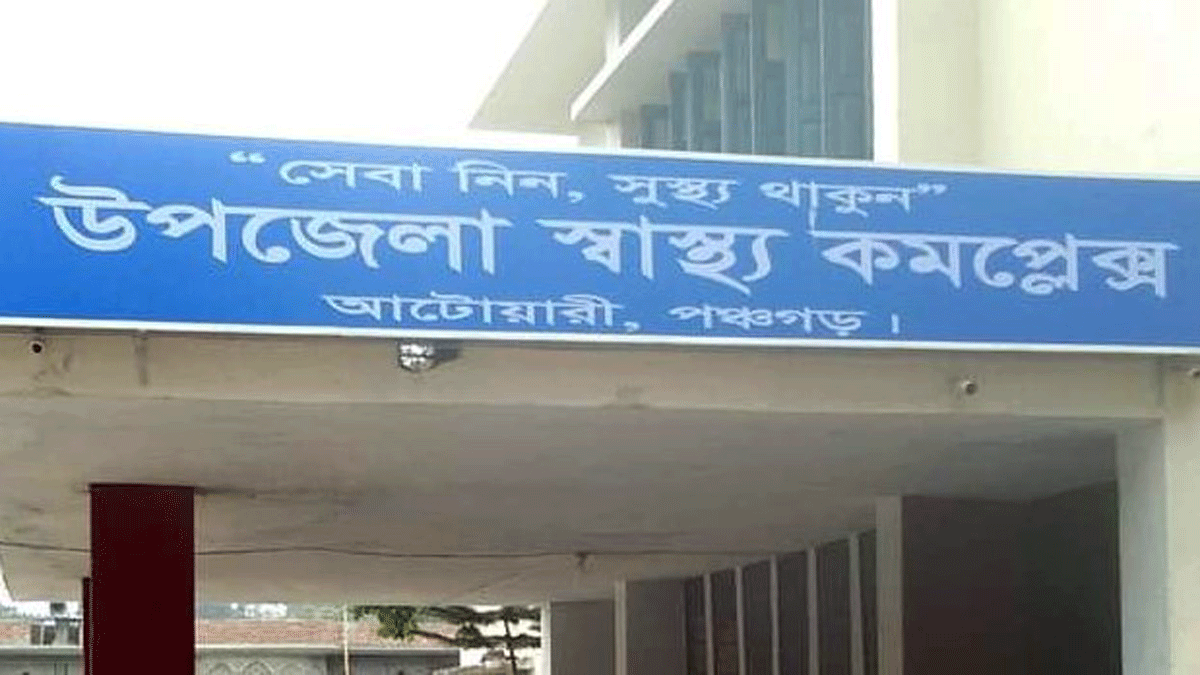 “সেবা নিন, সুস্থ্য থাকুন”
উপজেলা স্বাস্থ্য কমপ্লেক্স
আটোয়ারী, পঞ্চগড়।